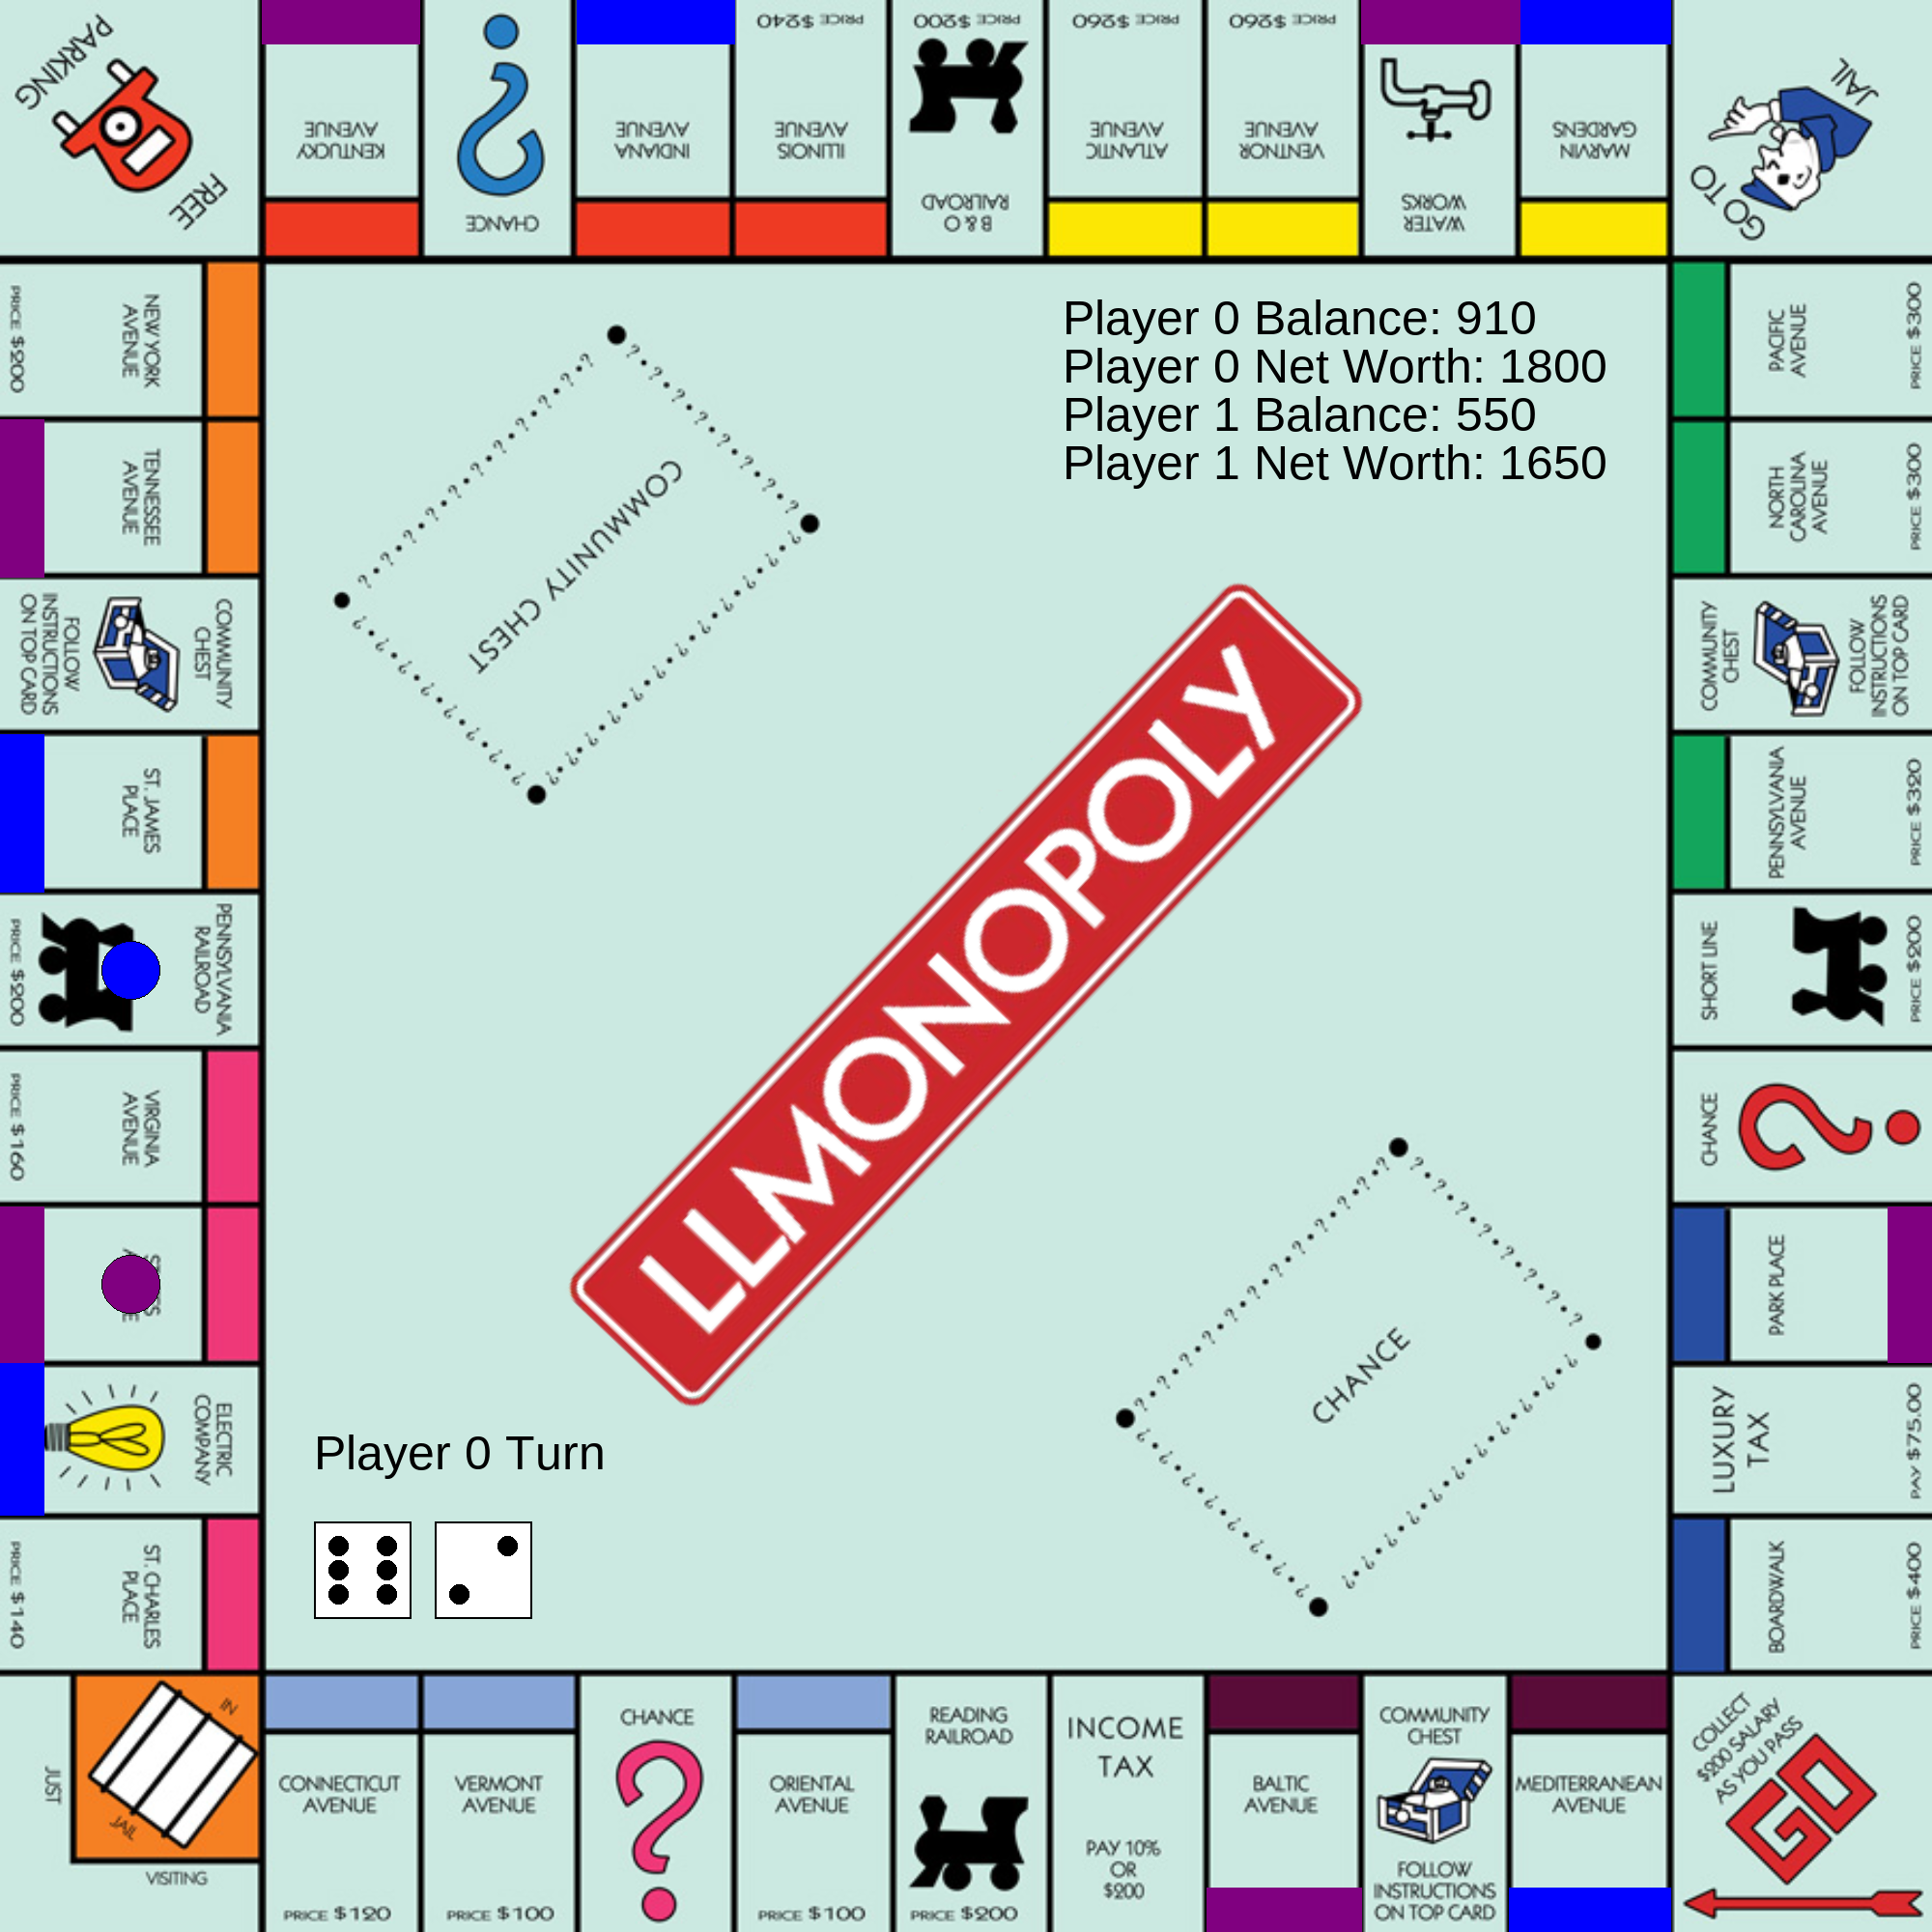 FREE
PARKING
KENTUCKY
AVENUE
CHANCE
INDIANA
AVENUE
ILLINOIS
AVENUE
PRICE $240
B & O
RAILROAD
PRICE $200
ATLANTIC
AVENUE
PRICE $260
VENTNOR
AVENUE
PRICE $260
WATER
WORKS
MARVIN
GARDENS
GO TO
JAIL
NEW YORK
AVENUE
PRICE $200
TENNESSEE
AVENUE
COMMUNITY
CHEST
FOLLOW
INSTRUCTIONS
ON TOP CARD
ST. JAMES
PLACE
PENNSYLVANIA
RAILROAD
PRICE $200
VIRGINIA
AVENUE
PRICE $160
ELECTRIC
COMPANY
ST. CHARLES
PLACE
PRICE $140
COMMUNITY CHEST
Player 0 Balance: 910
Player 0 Net Worth: 1800
Player 1 Balance: 550
Player 1 Net Worth: 1650
LLMONOPOLY
CHANCE
Player 0 Turn
PACIFIC
AVENUE
PRICE $300
NORTH
CAROLINA
AVENUE
PRICE $300
COMMUNITY
CHEST
FOLLOW
INSTRUCTIONS
ON TOP CARD
PENNSYLVANIA
AVENUE
PRICE $320
SHORT LINE
PRICE $200
CHANCE
PARK PLACE
LUXURY
TAX
PAY $75.00
BOARDWALK
PRICE $400
IN
JAIL
JUST
VISITING
CONNECTICUT
AVENUE
PRICE $120
VERMONT
AVENUE
PRICE $100
CHANCE
ORIENTAL
AVENUE
PRICE $100
READING
RAILROAD
PRICE $200
INCOME
TAX
PAY 10%
OR
$200
BALTIC
AVENUE
COMMUNITY
CHEST
FOLLOW
INSTRUCTIONS
ON TOP CARD
MEDITERRANEAN
AVENUE
COLLECT
$200 SALARY
AS YOU PASS
GO